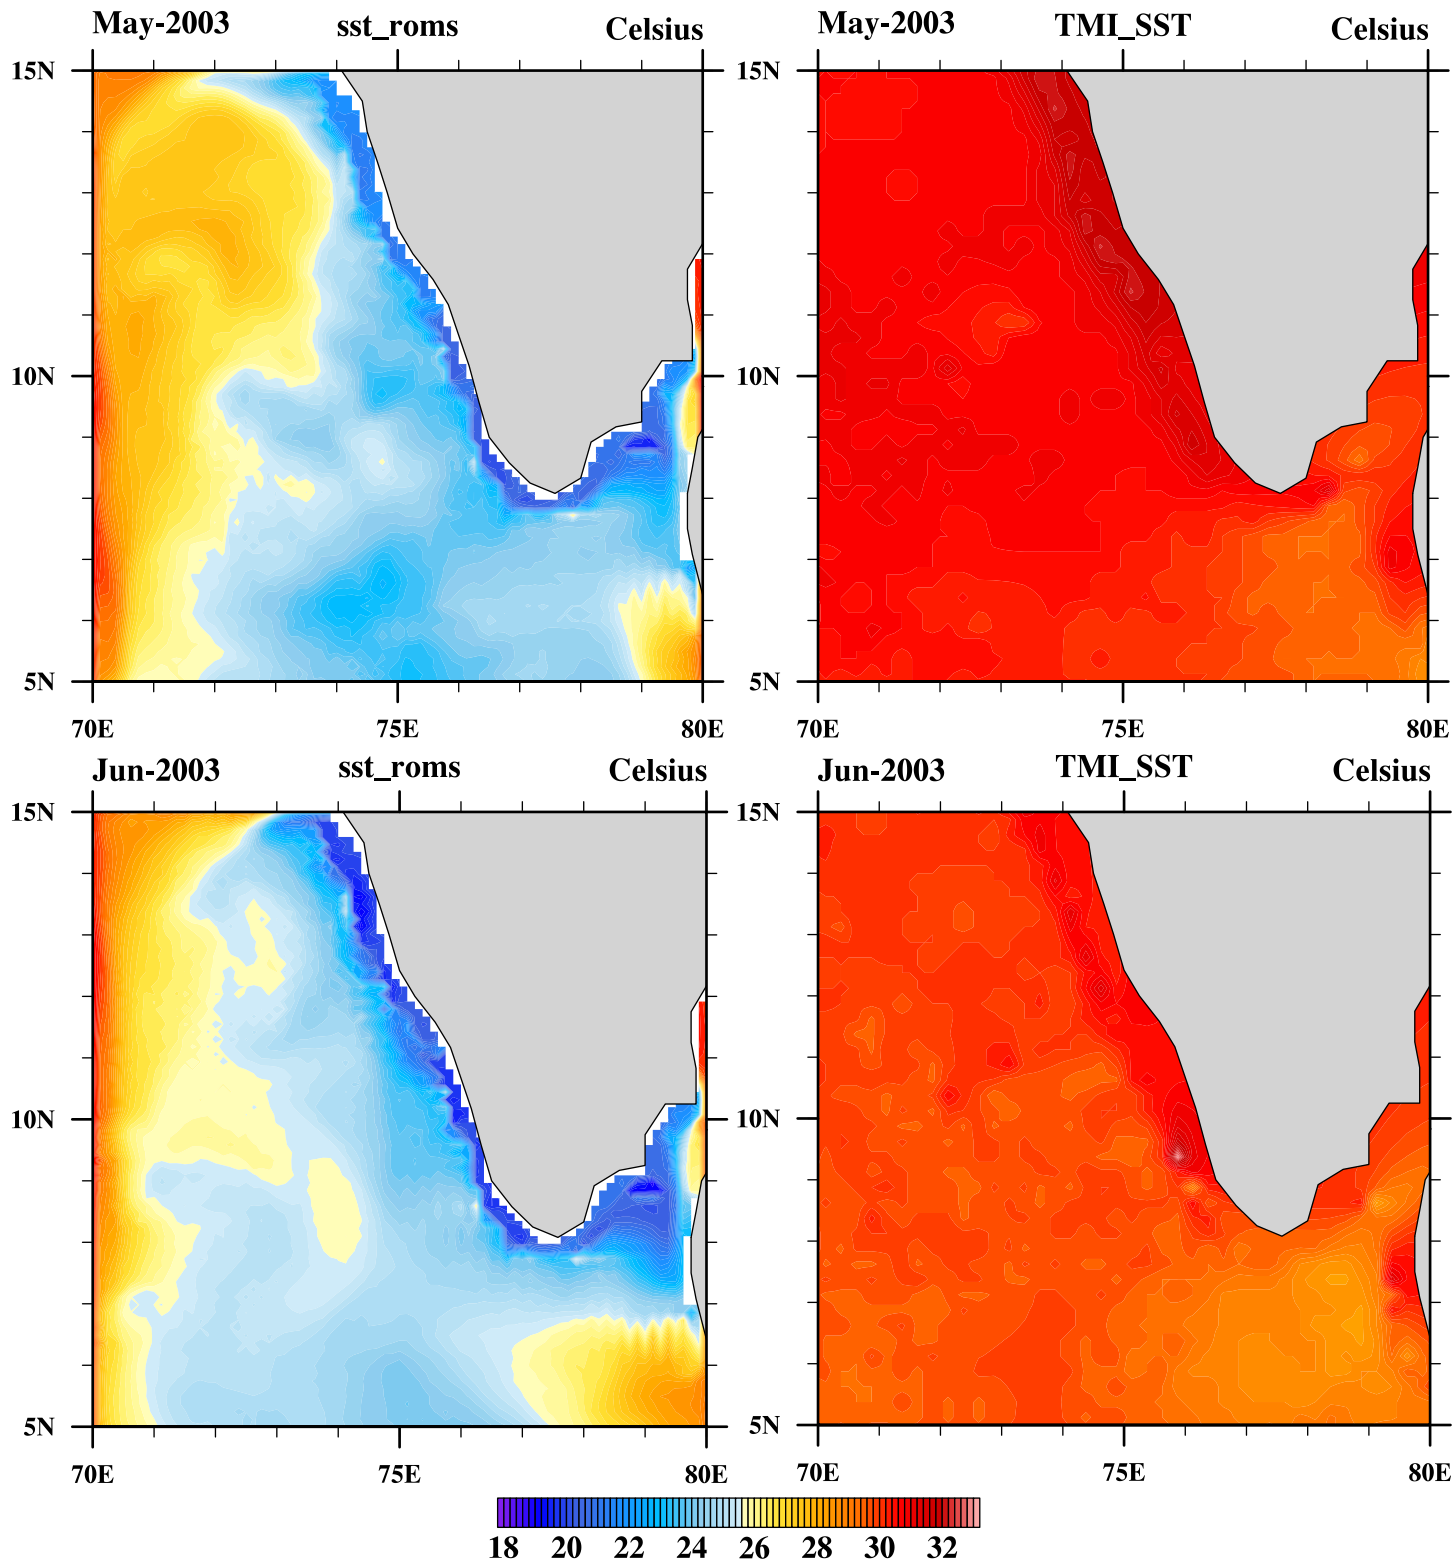 May-2003 sst_roms Celsius
15N
10N
5N
70E 75E 80E
May-2003 TMI_SST Celsius
15N
10N
5N
70E 75E 80E
Jun-2003 sst_roms Celsius
15N
10N
5N
70E 75E 80E
Jun-2003 TMI_SST Celsius
15N
10N
5N
70E 75E 80E
18 20 22 24 26 28 30 32